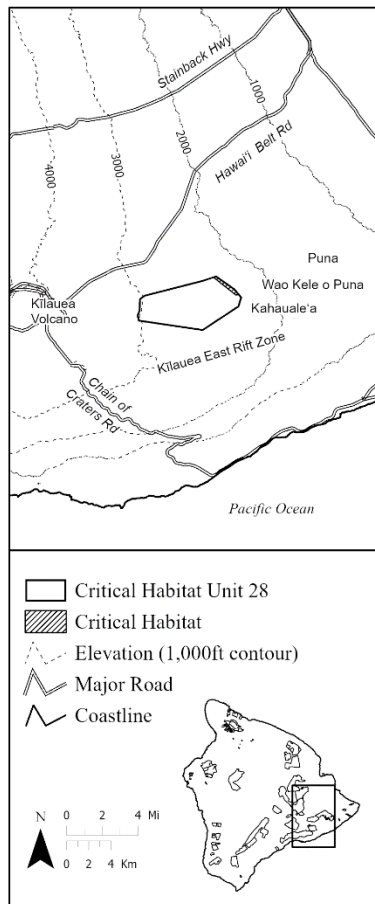 Stainback Hwy
1000
2000
3000
4000
Hawai‘i Belt Rd
Puna
Wao Kele o Puna
Kahauale‘a
Kīlauea
Volcano
Kīlauea East Rift Zone
Chain of
Craters Rd
Pacific Ocean
Critical Habitat Unit 28
Critical Habitat
Elevation (1,000ft contour)
Major Road
Coastline
N
0 2 4 Mi
0 2 4 Km